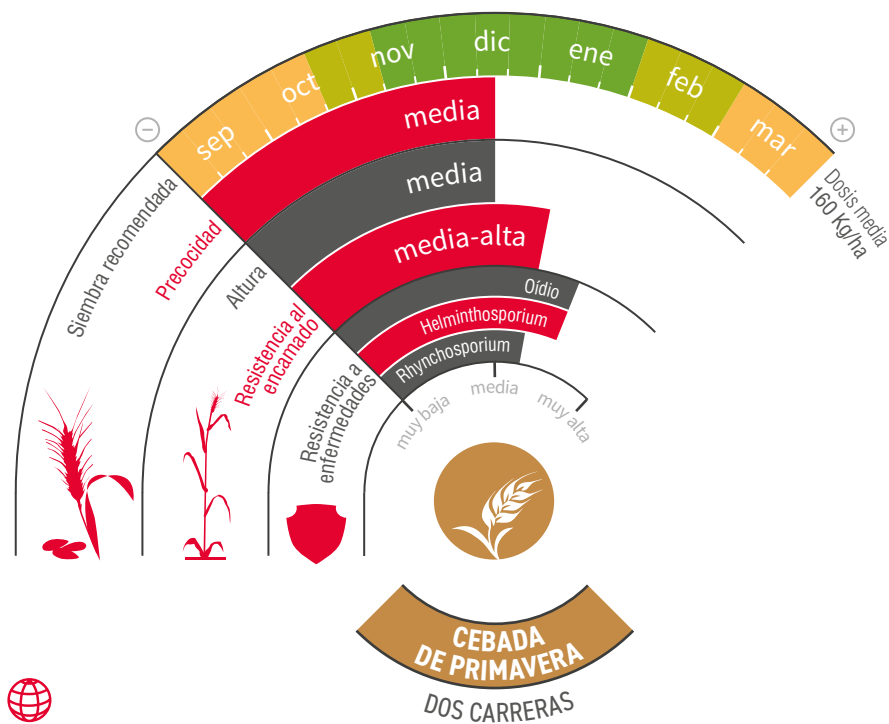 sep
oct
nov
dic
ene
feb
mar
−
+
Dosis media
160 Kg/ha
Siembra recomendada
Precocidad
media
Altura
media
Resistencia al
encamado
media-alta
Resistencia a
enfermedades
Oídio
Helminthosporium
Rhynchosporium
muy baja
media
muy alta
CEBADA
DE PRIMAVERA
DOS CARRERAS